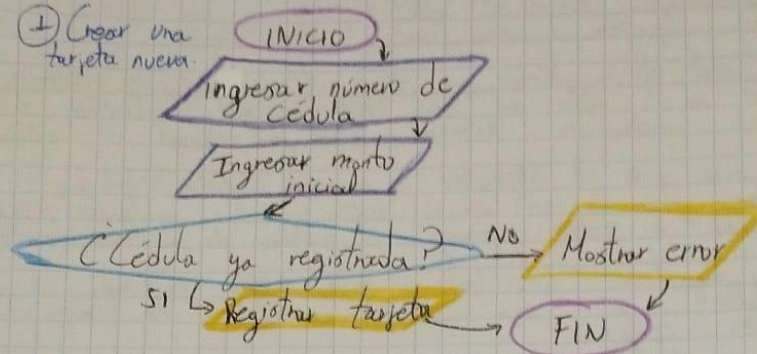 ① Crear una
tarjeta nueva.
INICIO
Ingresar número de
Cédula
Ingresar monto
inicial
¿Cédula ya registrada?
No
Mostrar error
SI
Registrar tarjeta
FIN